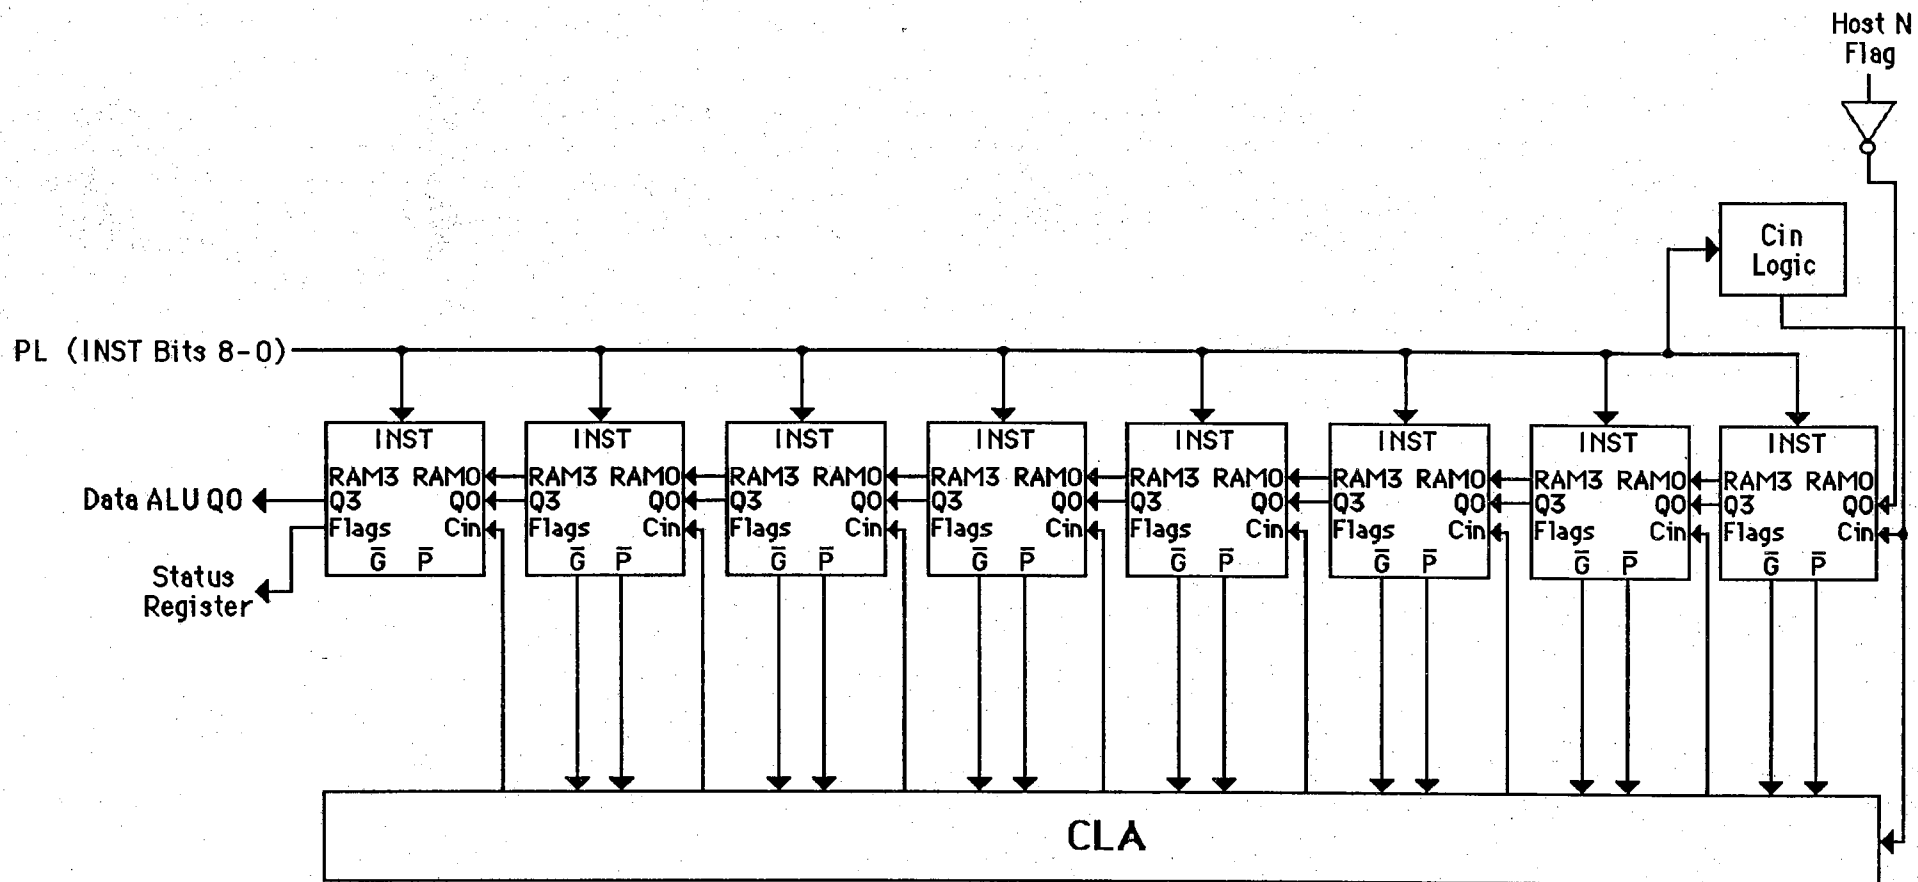 Host N
Flag
Cin
Logic
PL (INST Bits 8-0)
INST INST INST INST INST INST INST INST
RAM3 RAM0 RAM3 RAM0 RAM3 RAM0 RAM3 RAM0 RAM3 RAM0 RAM3 RAM0 RAM3 RAM0 RAM3 RAM0
Data ALU Q0 Q3 Q0 Q3 Q0 Q3 Q0 Q3 Q0 Q3 Q0 Q3 Q0 Q3 Q0 Q3 Q0
Flags Cin Flags Cin Flags Cin Flags Cin Flags Cin Flags Cin Flags Cin Flags Cin
G̅ P̅ G̅ P̅ G̅ P̅ G̅ P̅ G̅ P̅ G̅ P̅ G̅ P̅ G̅ P̅
Status
Register
CLA